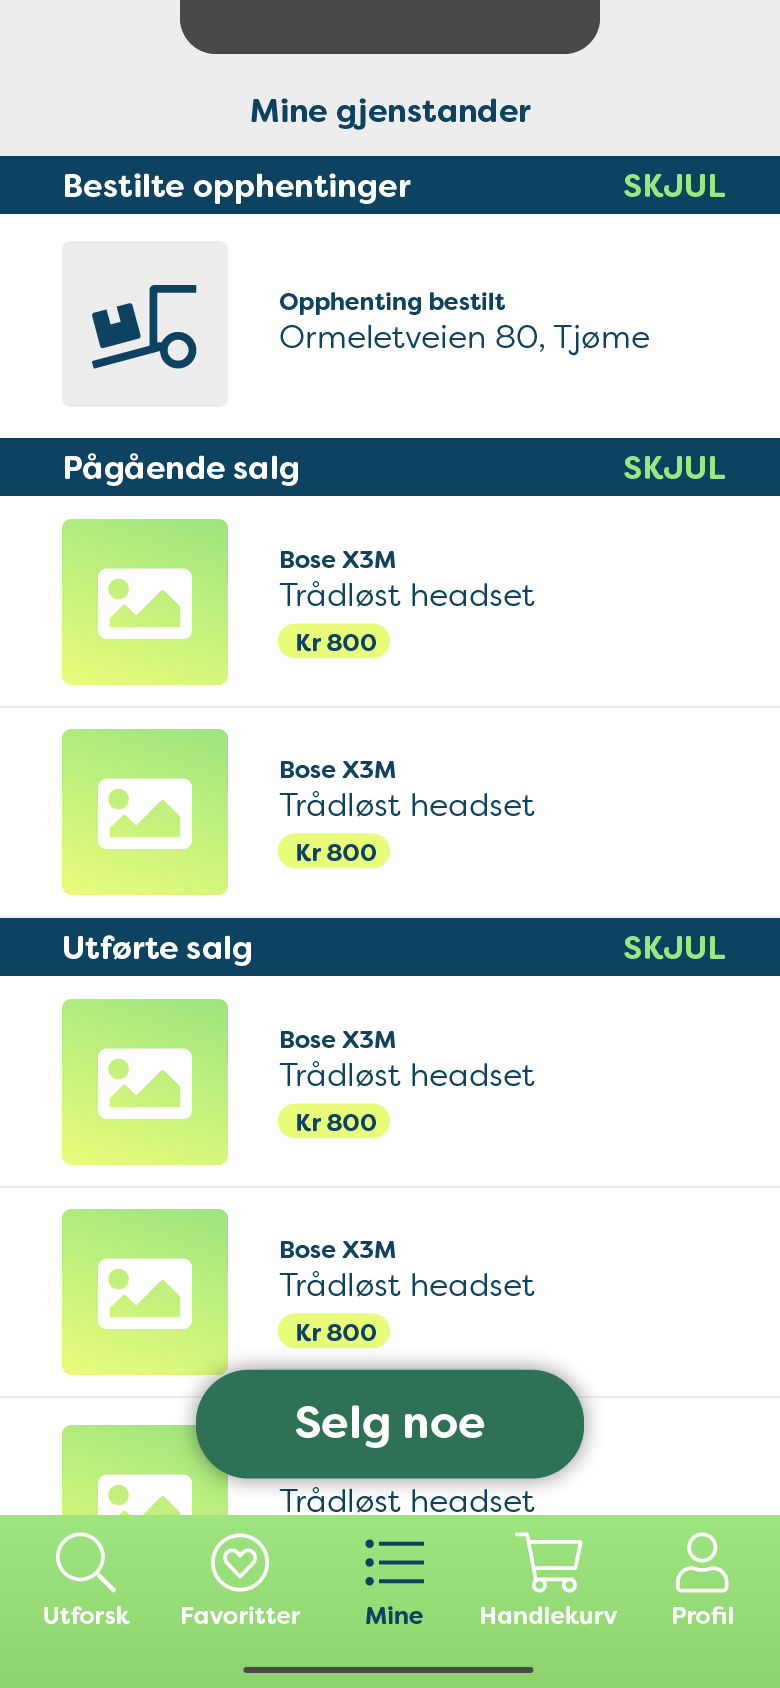 Mine gjenstander
Bestilte opphentinger SKJUL
Opphenting bestilt
Ormeletveien 80, Tjøme
Pågående salg SKJUL
Bose X3M
Trådløst headset
Kr 800
Bose X3M
Trådløst headset
Kr 800
Utførte salg SKJUL
Bose X3M
Trådløst headset
Kr 800
Bose X3M
Trådløst headset
Kr 800
Selg noe
Trådløst headset
Utforsk Favoritter Mine Handlekurv Profil